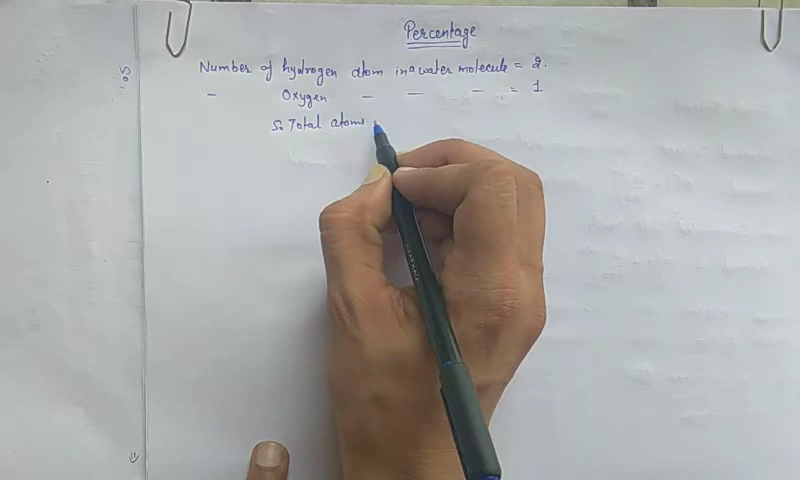 Percentage
Number of hydrogen atom in a water molecule = 2.
– Oxygen – – – = 1
So Total atoms